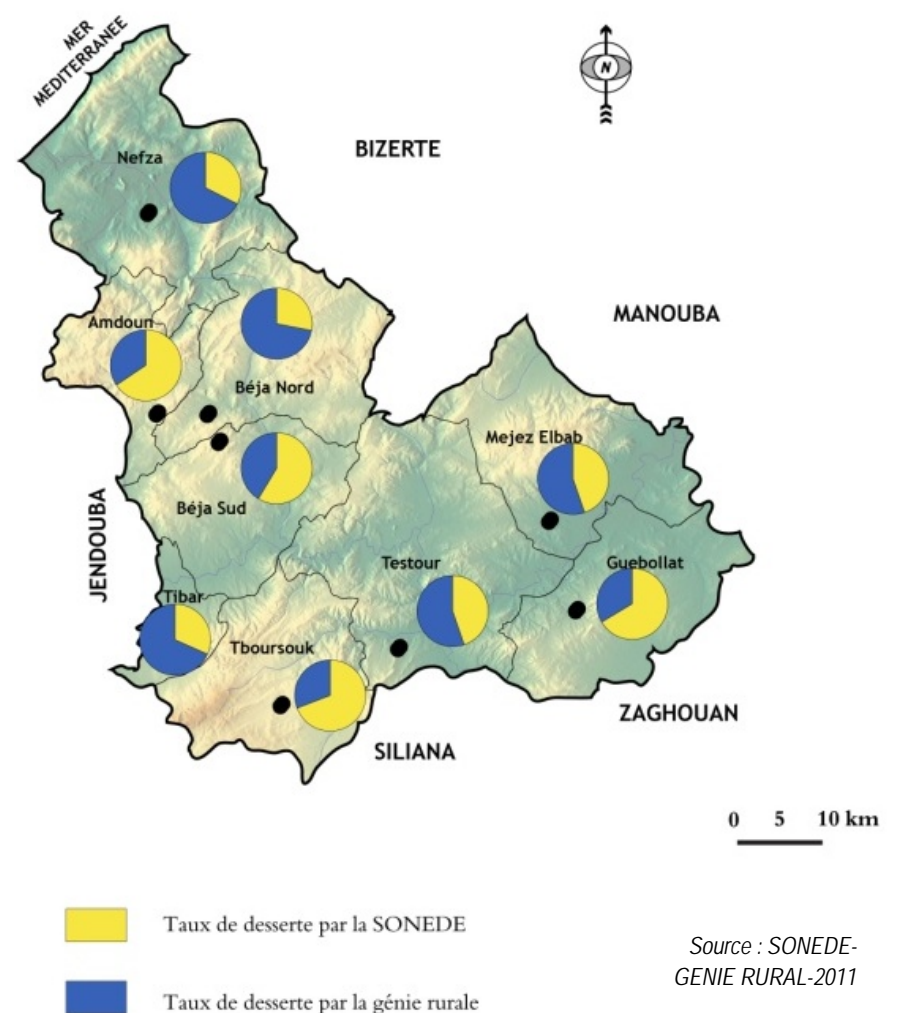 MER
MEDITERRANEE
N
BIZERTE
Nefza
MANOUBA
Amdoun
Béja Nord
Mejez Elbab
Béja Sud
JENDOUBA
Testour
Guebollat
Tibar
Tboursouk
ZAGHOUAN
SILIANA
0 5 10 km
Taux de desserte par la SONEDE
Source : SONEDE-
GENIE RURAL-2011
Taux de desserte par la génie rurale